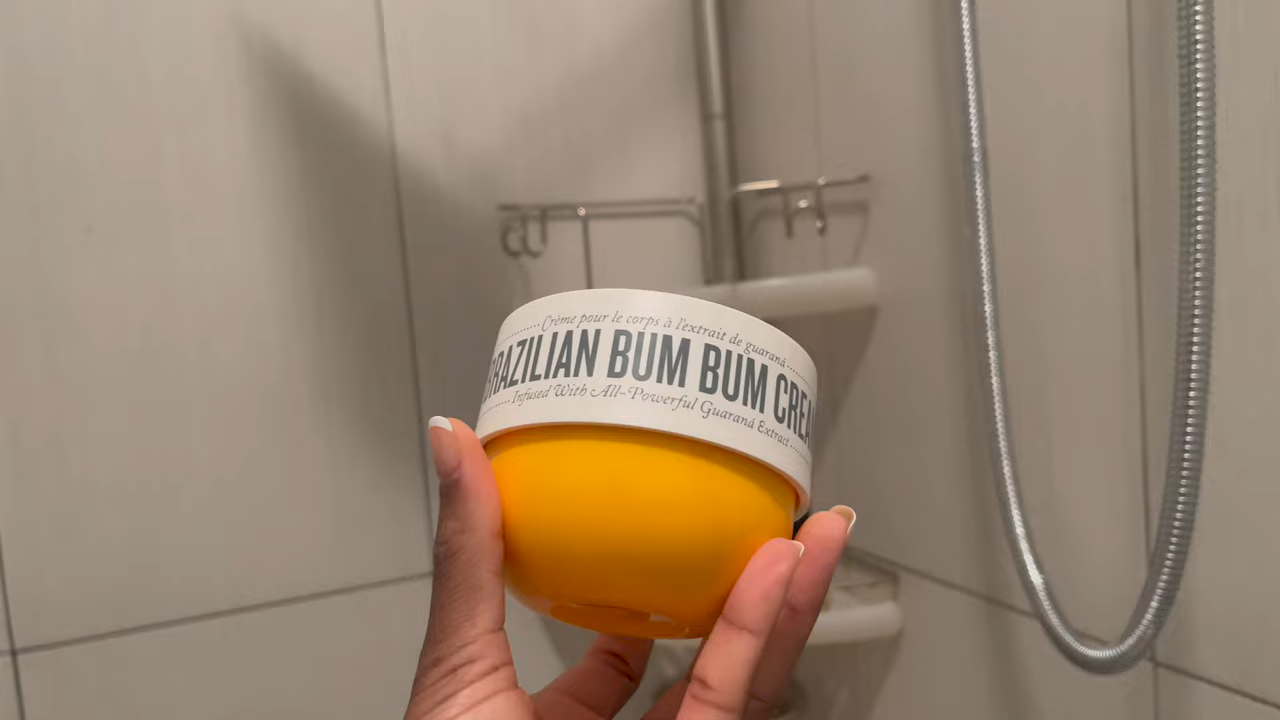 Crème pour le corps à l'extrait de guaraná
BRAZILIAN BUM BUM CREA
Infused With All-Powerful Guaraná Extract